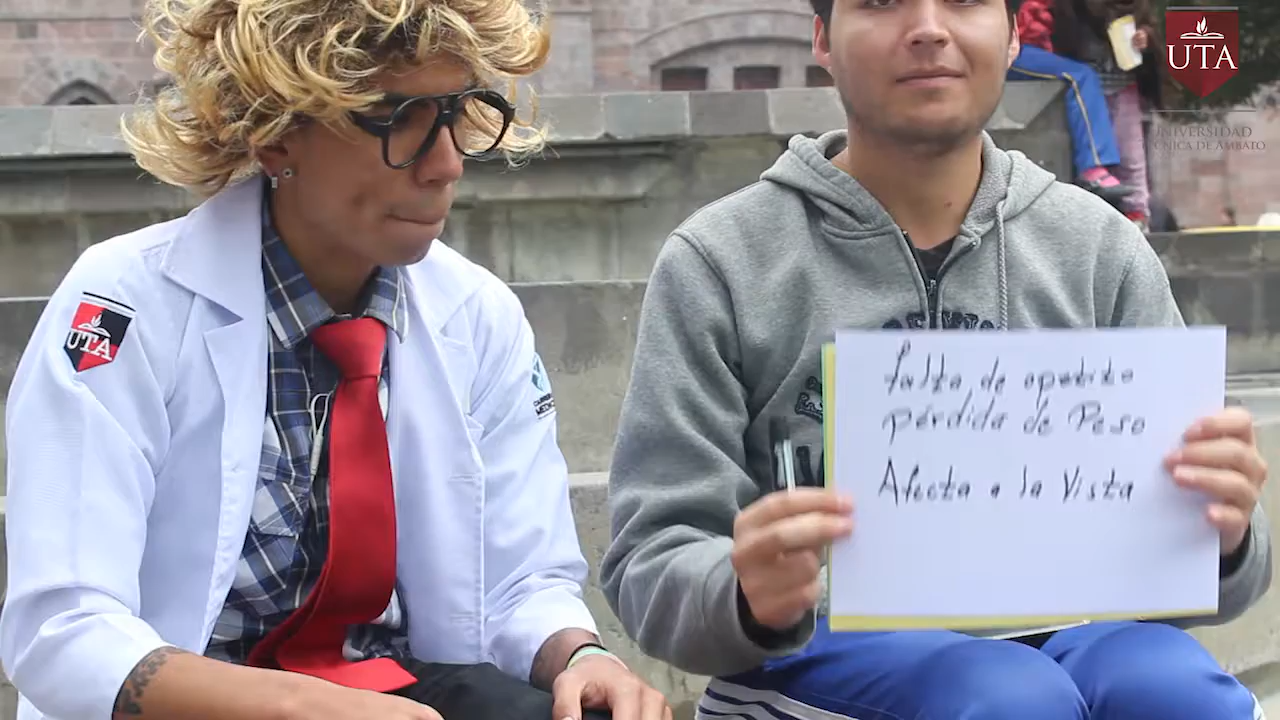 UTA
UNIVERSIDAD
TÉCNICA DE AMBATO
UTA
falta de apetito
pérdida de Peso
Afecta a la Vista